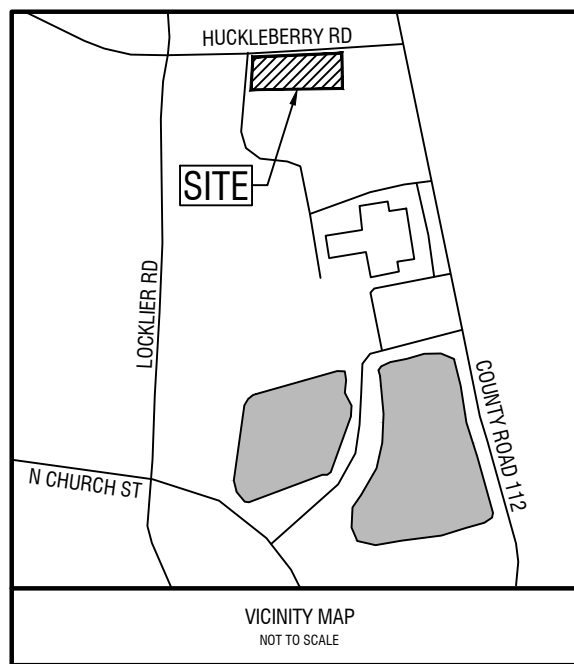 HUCKLEBERRY RD
SITE
LOCKLIER RD
COUNTY ROAD 112
N CHURCH ST
VICINITY MAP
NOT TO SCALE